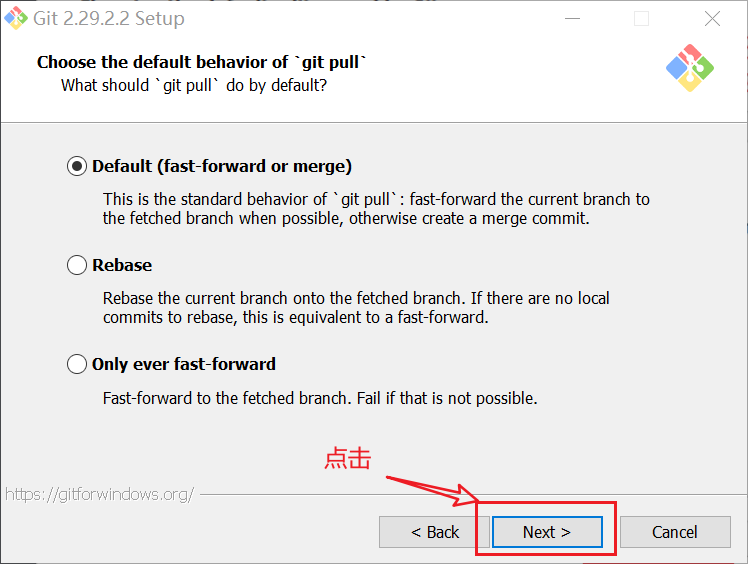 Git 2.29.2.2 Setup
Choose the default behavior of `git pull`
What should `git pull` do by default?
Default (fast-forward or merge)
This is the standard behavior of `git pull`: fast-forward the current branch to
the fetched branch when possible, otherwise create a merge commit.
Rebase
Rebase the current branch onto the fetched branch. If there are no local
commits to rebase, this is equivalent to a fast-forward.
Only ever fast-forward
Fast-forward to the fetched branch. Fail if that is not possible.
点击
https://gitforwindows.org/
< Back Next > Cancel